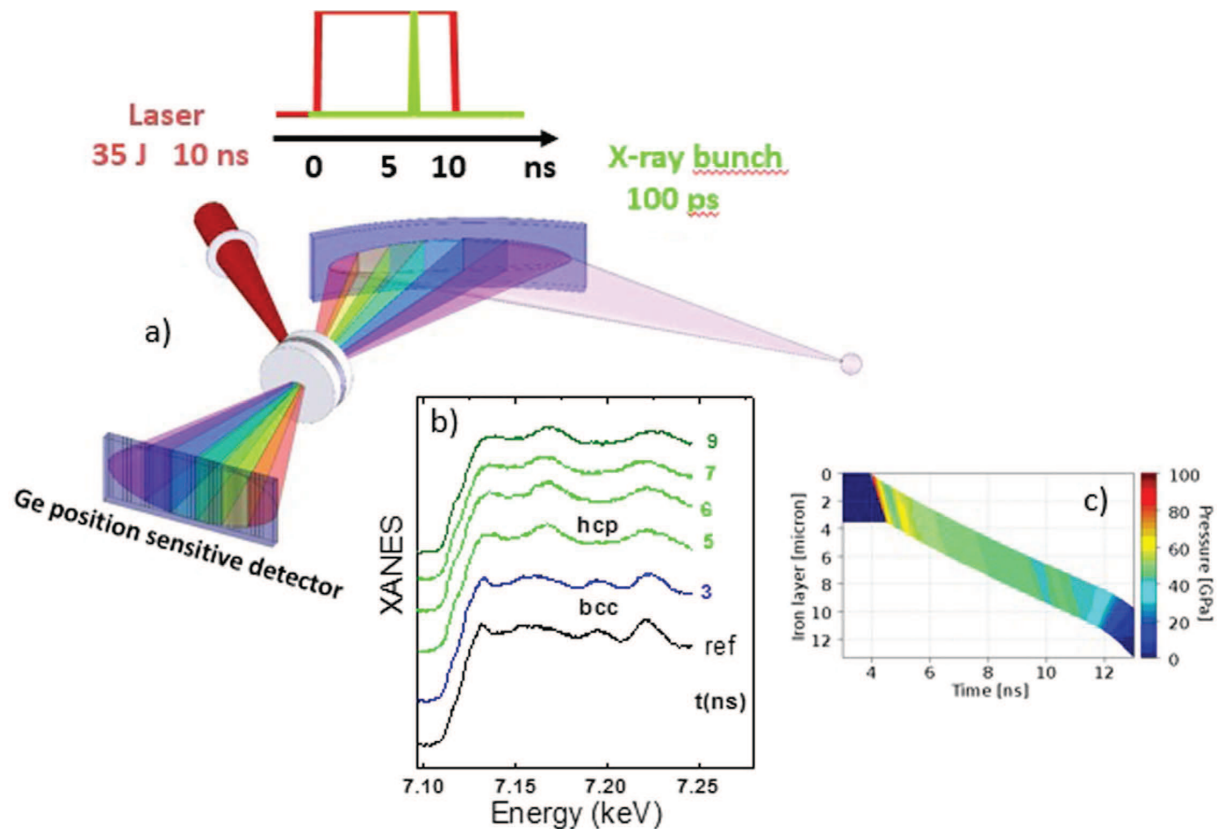 Laser
35 J 10 ns
0 5 10 ns
X-ray bunch
100 ps
a)
Ge position sensitive detector
b)
9
7
6
hcp
5
3
bcc
ref
t(ns)
XANES
7.10 7.15 7.20 7.25
Energy (keV)
c)
0
2
4
6
8
10
12
Iron layer [micron]
4 6 8 10 12
Time [ns]
100
80
60
40
20
0
Pressure [GPa]